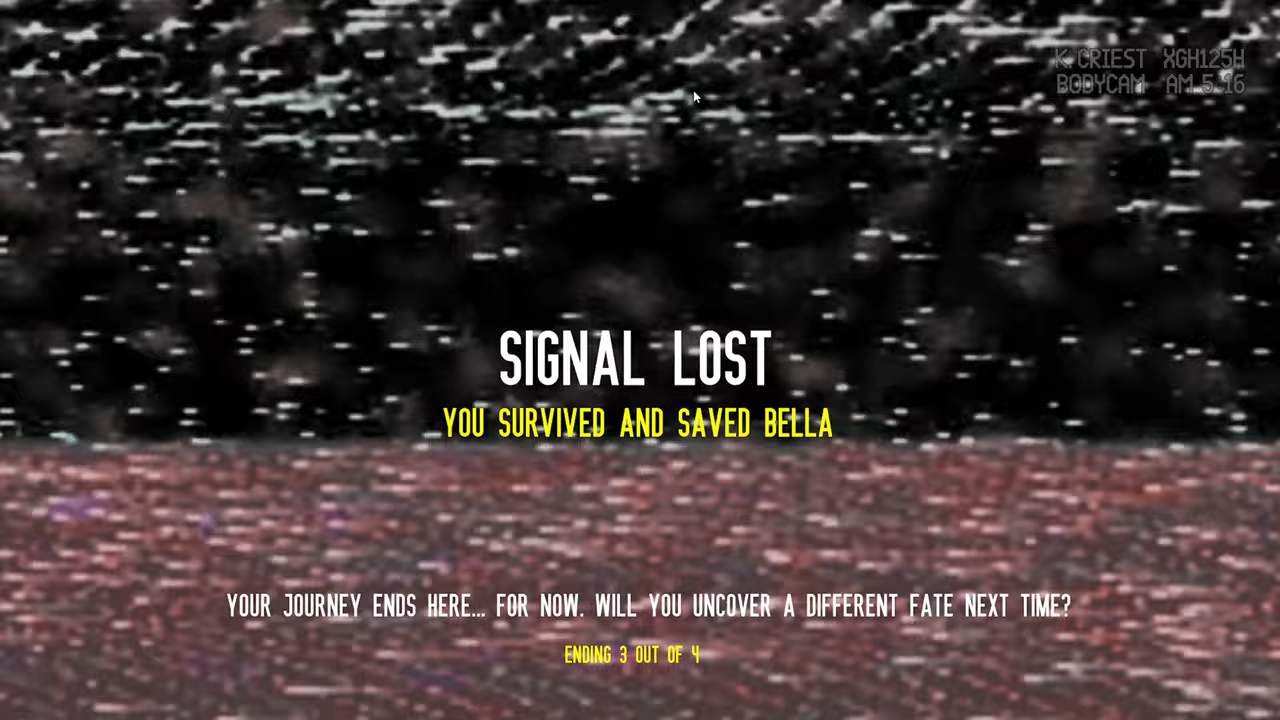 K. CRIEST XGH125H
BODYCAM AM 5:16
SIGNAL LOST
YOU SURVIVED AND SAVED BELLA
YOUR JOURNEY ENDS HERE... FOR NOW. WILL YOU UNCOVER A DIFFERENT FATE NEXT TIME?
ENDING 3 OUT OF 4